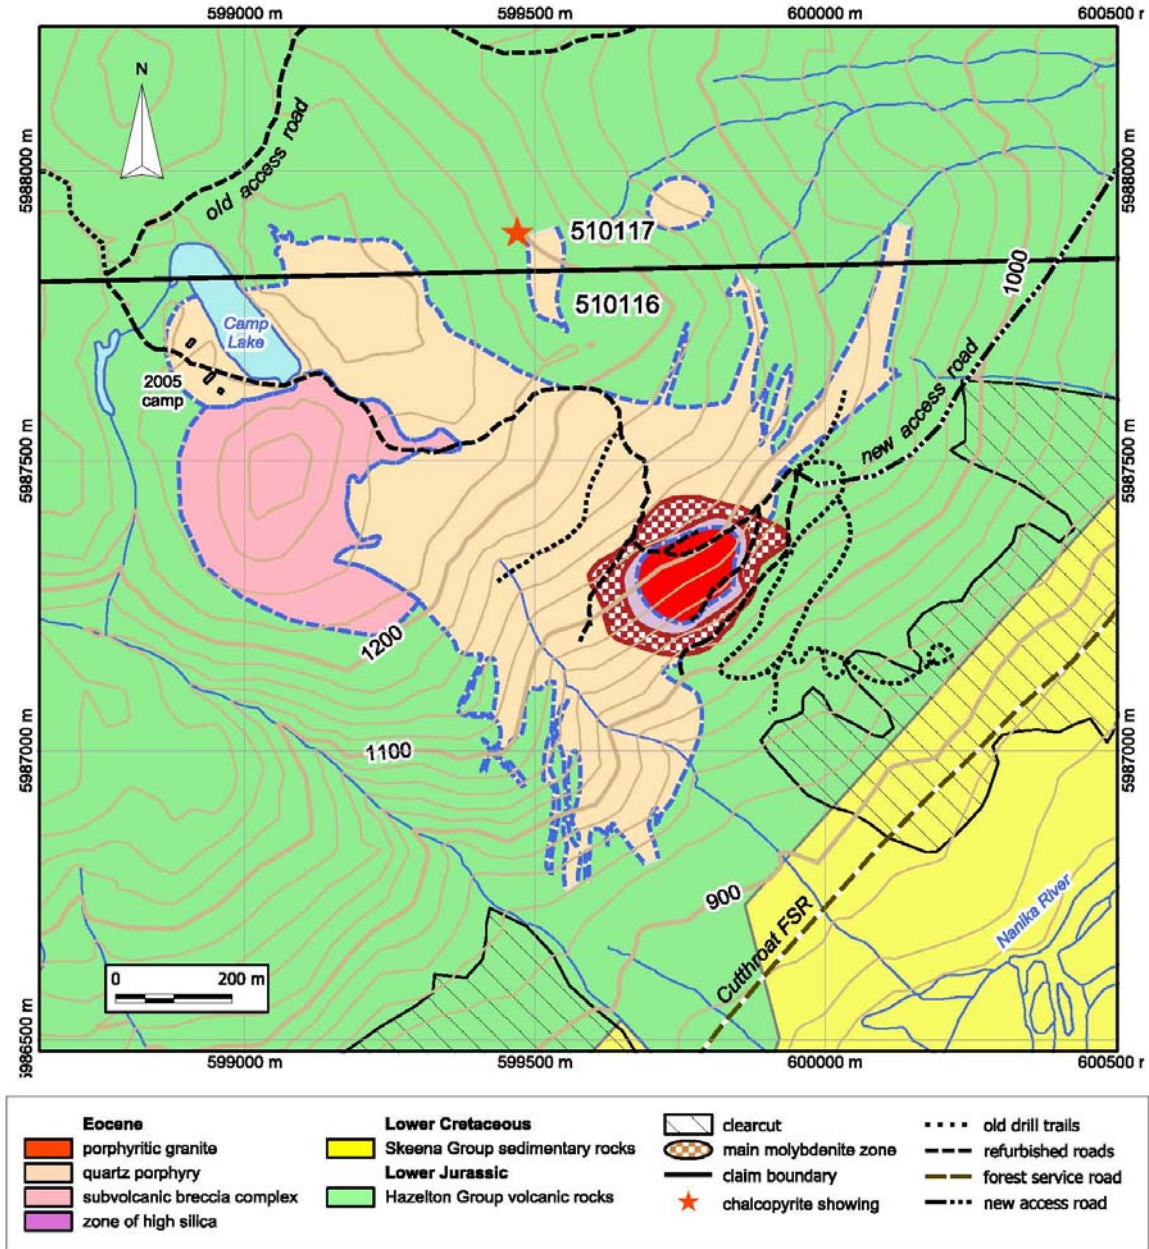 599000 m
599500 m
600000 m
600500 r
N
5988000 m
5988000 m
old access road
510117
510116
1000
Camp
Lake
2005
camp
new access road
5987500 m
5987500 m
1200
1100
5987000 m
5987000 m
900
Cutthroat FSR
Nanika River
0 200 m
5986500 m
599000 m
599500 m
600000 m
600500 r
Eocene
porphyritic granite
quartz porphyry
subvolcanic breccia complex
zone of high silica
Lower Cretaceous
Skeena Group sedimentary rocks
Lower Jurassic
Hazelton Group volcanic rocks
clearcut
main molybdenite zone
claim boundary
chalcopyrite showing
old drill trails
refurbished roads
forest service road
new access road